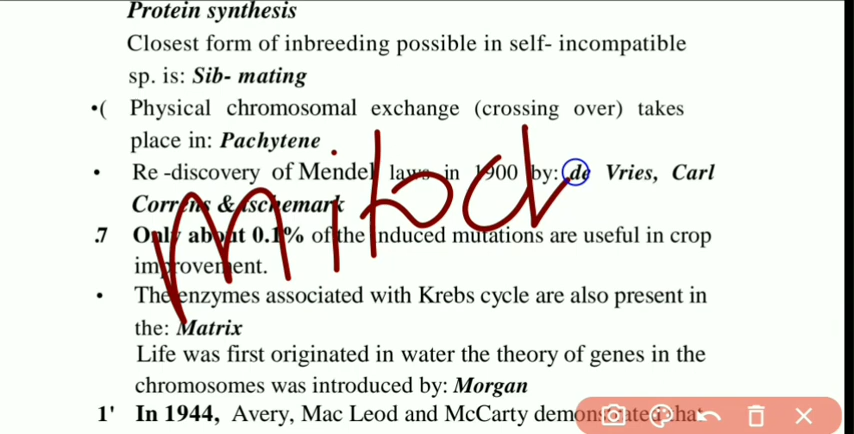 Protein synthesis
Closest form of inbreeding possible in self- incompatible
sp. is: Sib- mating
•( Physical chromosomal exchange (crossing over) takes
place in: Pachytene
• Re -discovery of Mendel laws in 1900 by: de Vries, Carl
Correns & tschemark
.7 Only about 0.1% of the induced mutations are useful in crop
improvement.
• The enzymes associated with Krebs cycle are also present in
the: Matrix
Life was first originated in water the theory of genes in the
chromosomes was introduced by: Morgan
1' In 1944, Avery, Mac Leod and McCarty demonstrated that